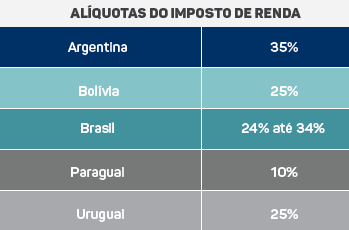 ALÍQUOTAS DO IMPOSTO DE RENDA
Argentina 35%
Bolívia 25%
Brasil 24% até 34%
Paraguai 10%
Uruguai 25%